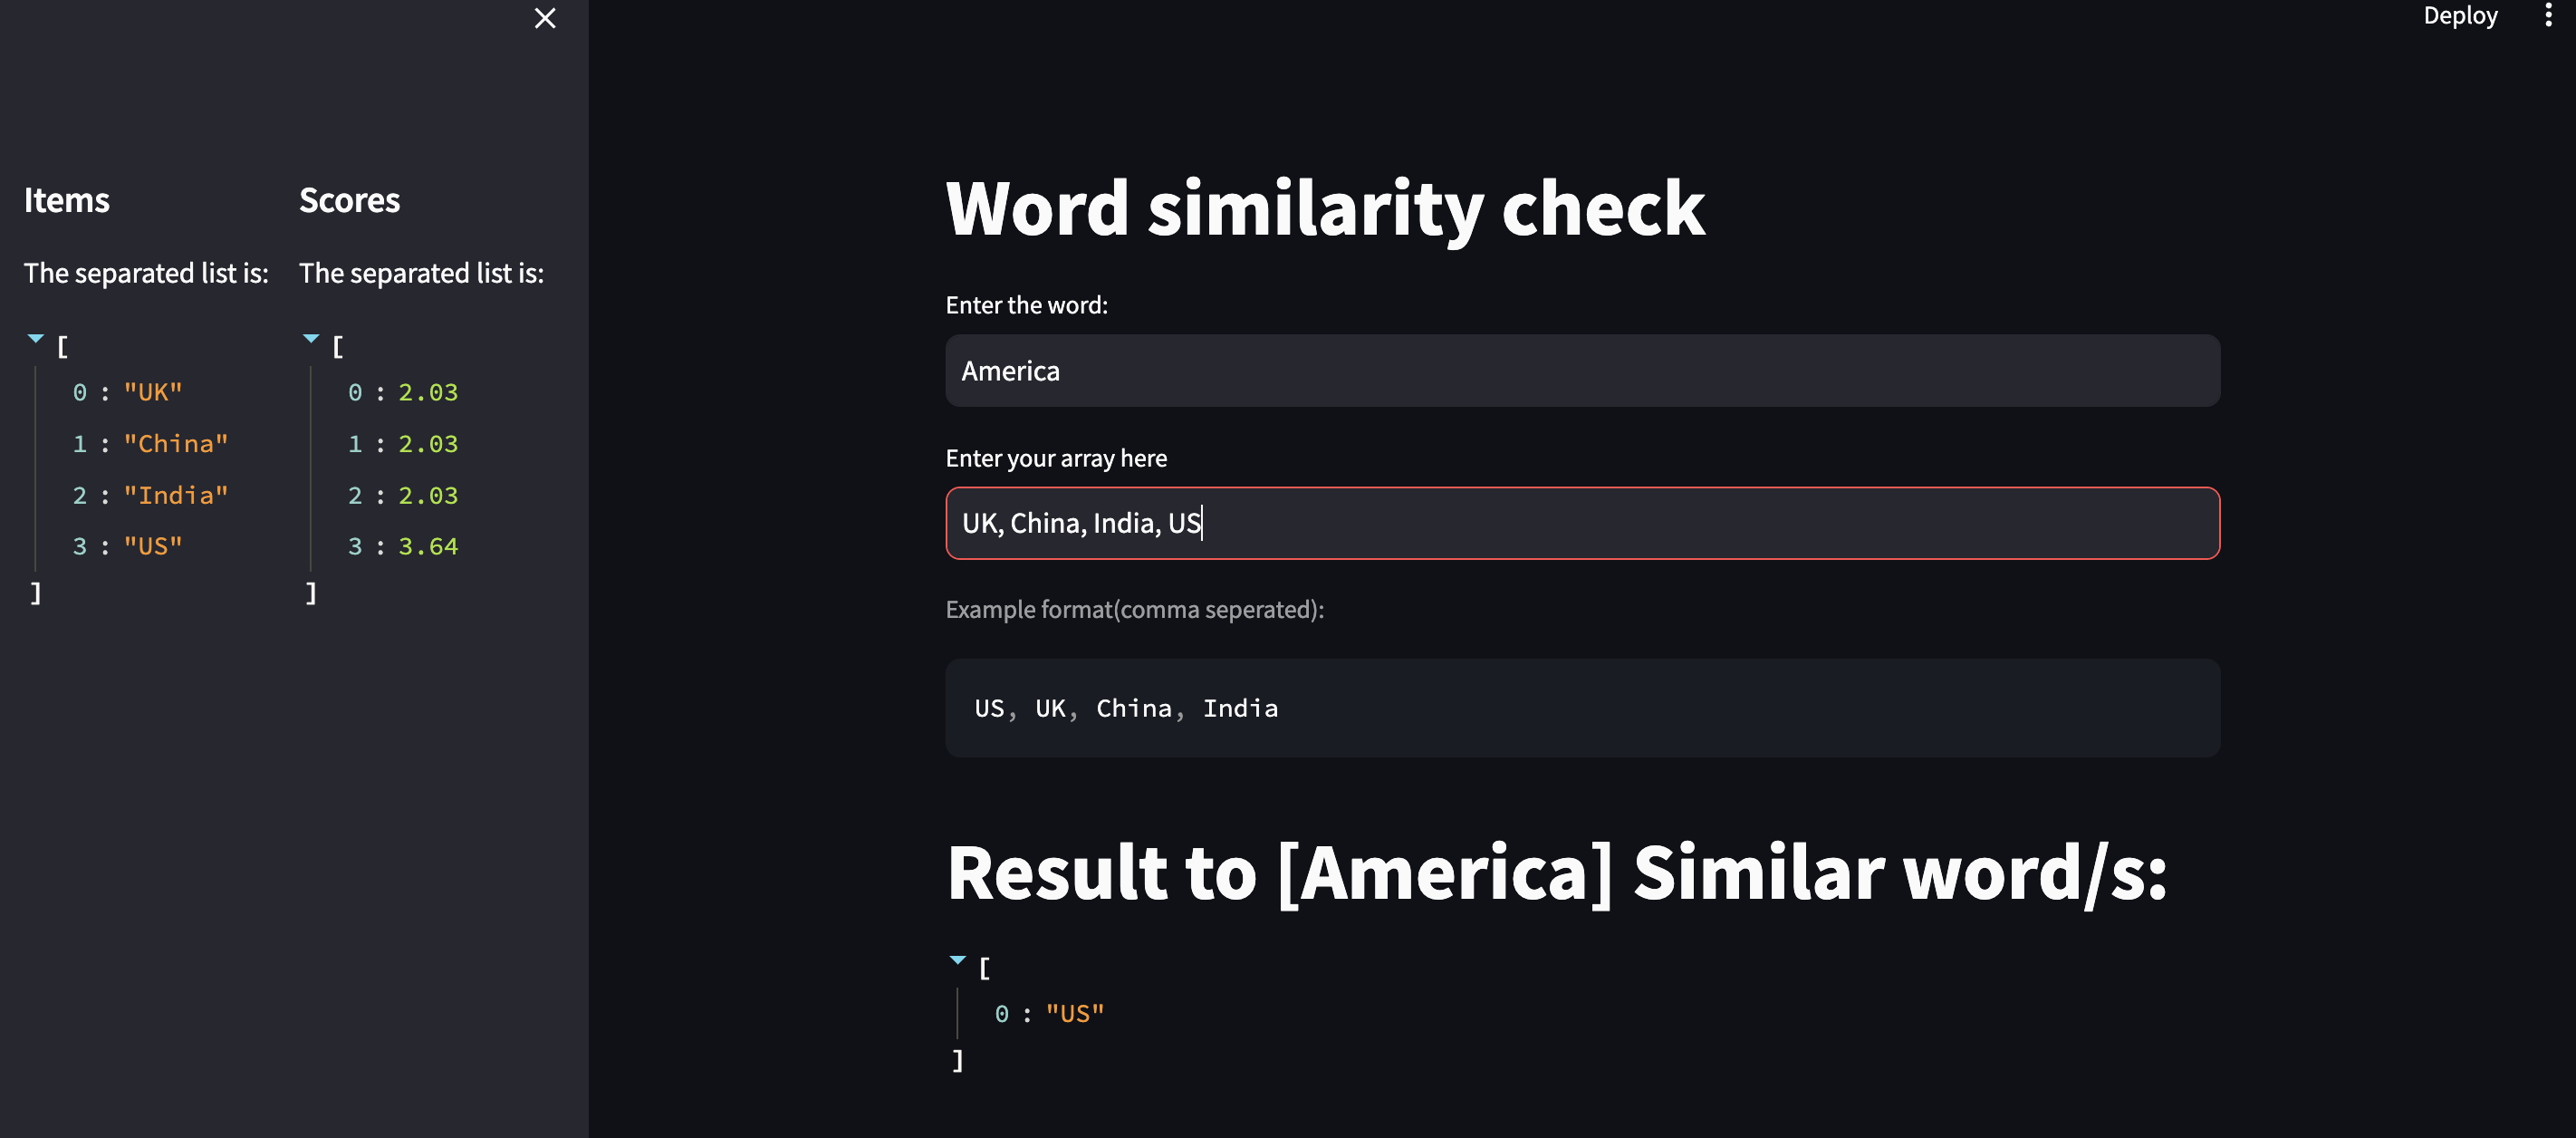 Deploy
Items
The separated list is:
[
0 : "UK"
1 : "China"
2 : "India"
3 : "US"
]
Scores
The separated list is:
[
0 : 2.03
1 : 2.03
2 : 2.03
3 : 3.64
]
Word similarity check
Enter the word:
America
Enter your array here
UK, China, India, US
Example format(comma seperated):
US, UK, China, India
Result to [America] Similar word/s:
[
0 : "US"
]